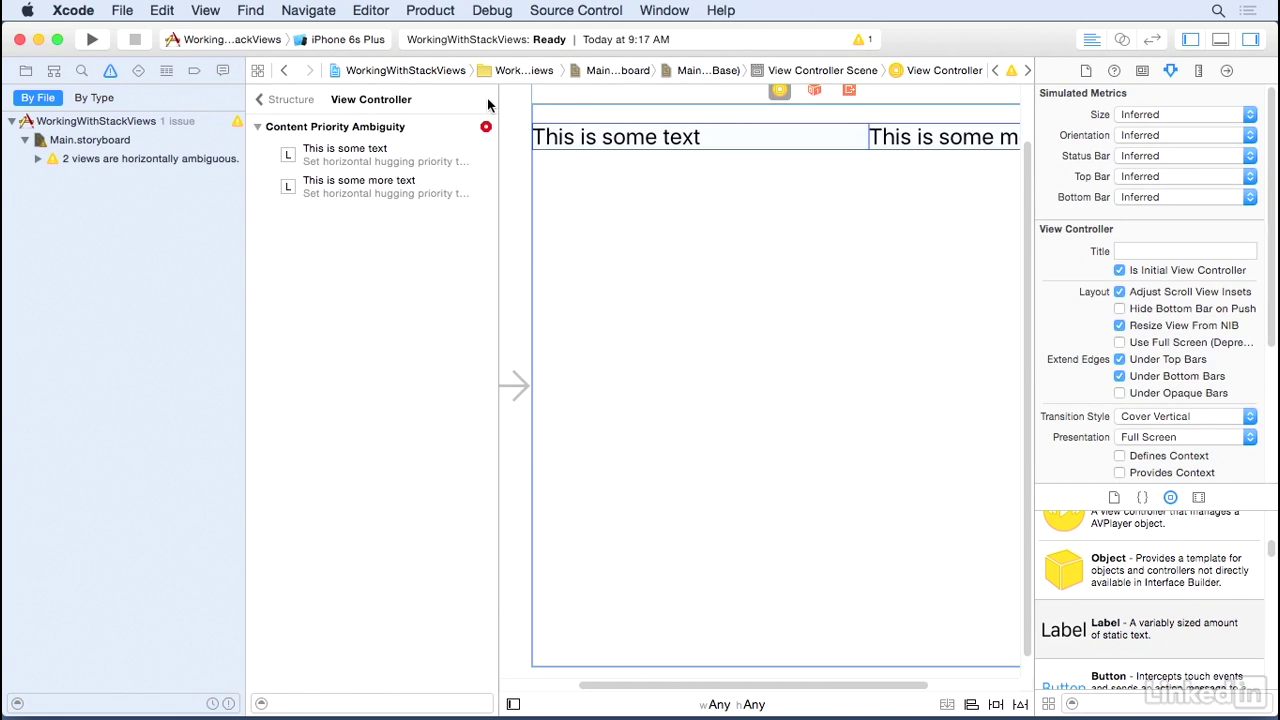 Xcode File Edit View Find Navigate Editor Product Debug Source Control Window Help
Working...ackViews iPhone 6s Plus WorkingWithStackViews: Ready Today at 9:17 AM 1
WorkingWithStackViews Work...iews Main....board Main....Base) View Controller Scene View Controller
By File By Type
WorkingWithStackViews 1 issue
Main.storyboard
2 views are horizontally ambiguous.
Structure View Controller
Content Priority Ambiguity
L This is some text
Set horizontal hugging priority t...
L This is some more text
Set horizontal hugging priority t...
This is some text This is some m
wAny hAny
Simulated Metrics
Size Inferred
Orientation Inferred
Status Bar Inferred
Top Bar Inferred
Bottom Bar Inferred
View Controller
Title
Is Initial View Controller
Layout Adjust Scroll View Insets
Hide Bottom Bar on Push
Resize View From NIB
Use Full Screen (Depre...
Extend Edges Under Top Bars
Under Bottom Bars
Under Opaque Bars
Transition Style Cover Vertical
Presentation Full Screen
Defines Context
Provides Context
A view controller that manages a
AVPlayer object.
Object - Provides a template for
objects and controllers not directly
available in Interface Builder.
Label Label - A variably sized amount
of static text.
Button Button - Intercepts touch events
and sends an action message to a
LinkedIn